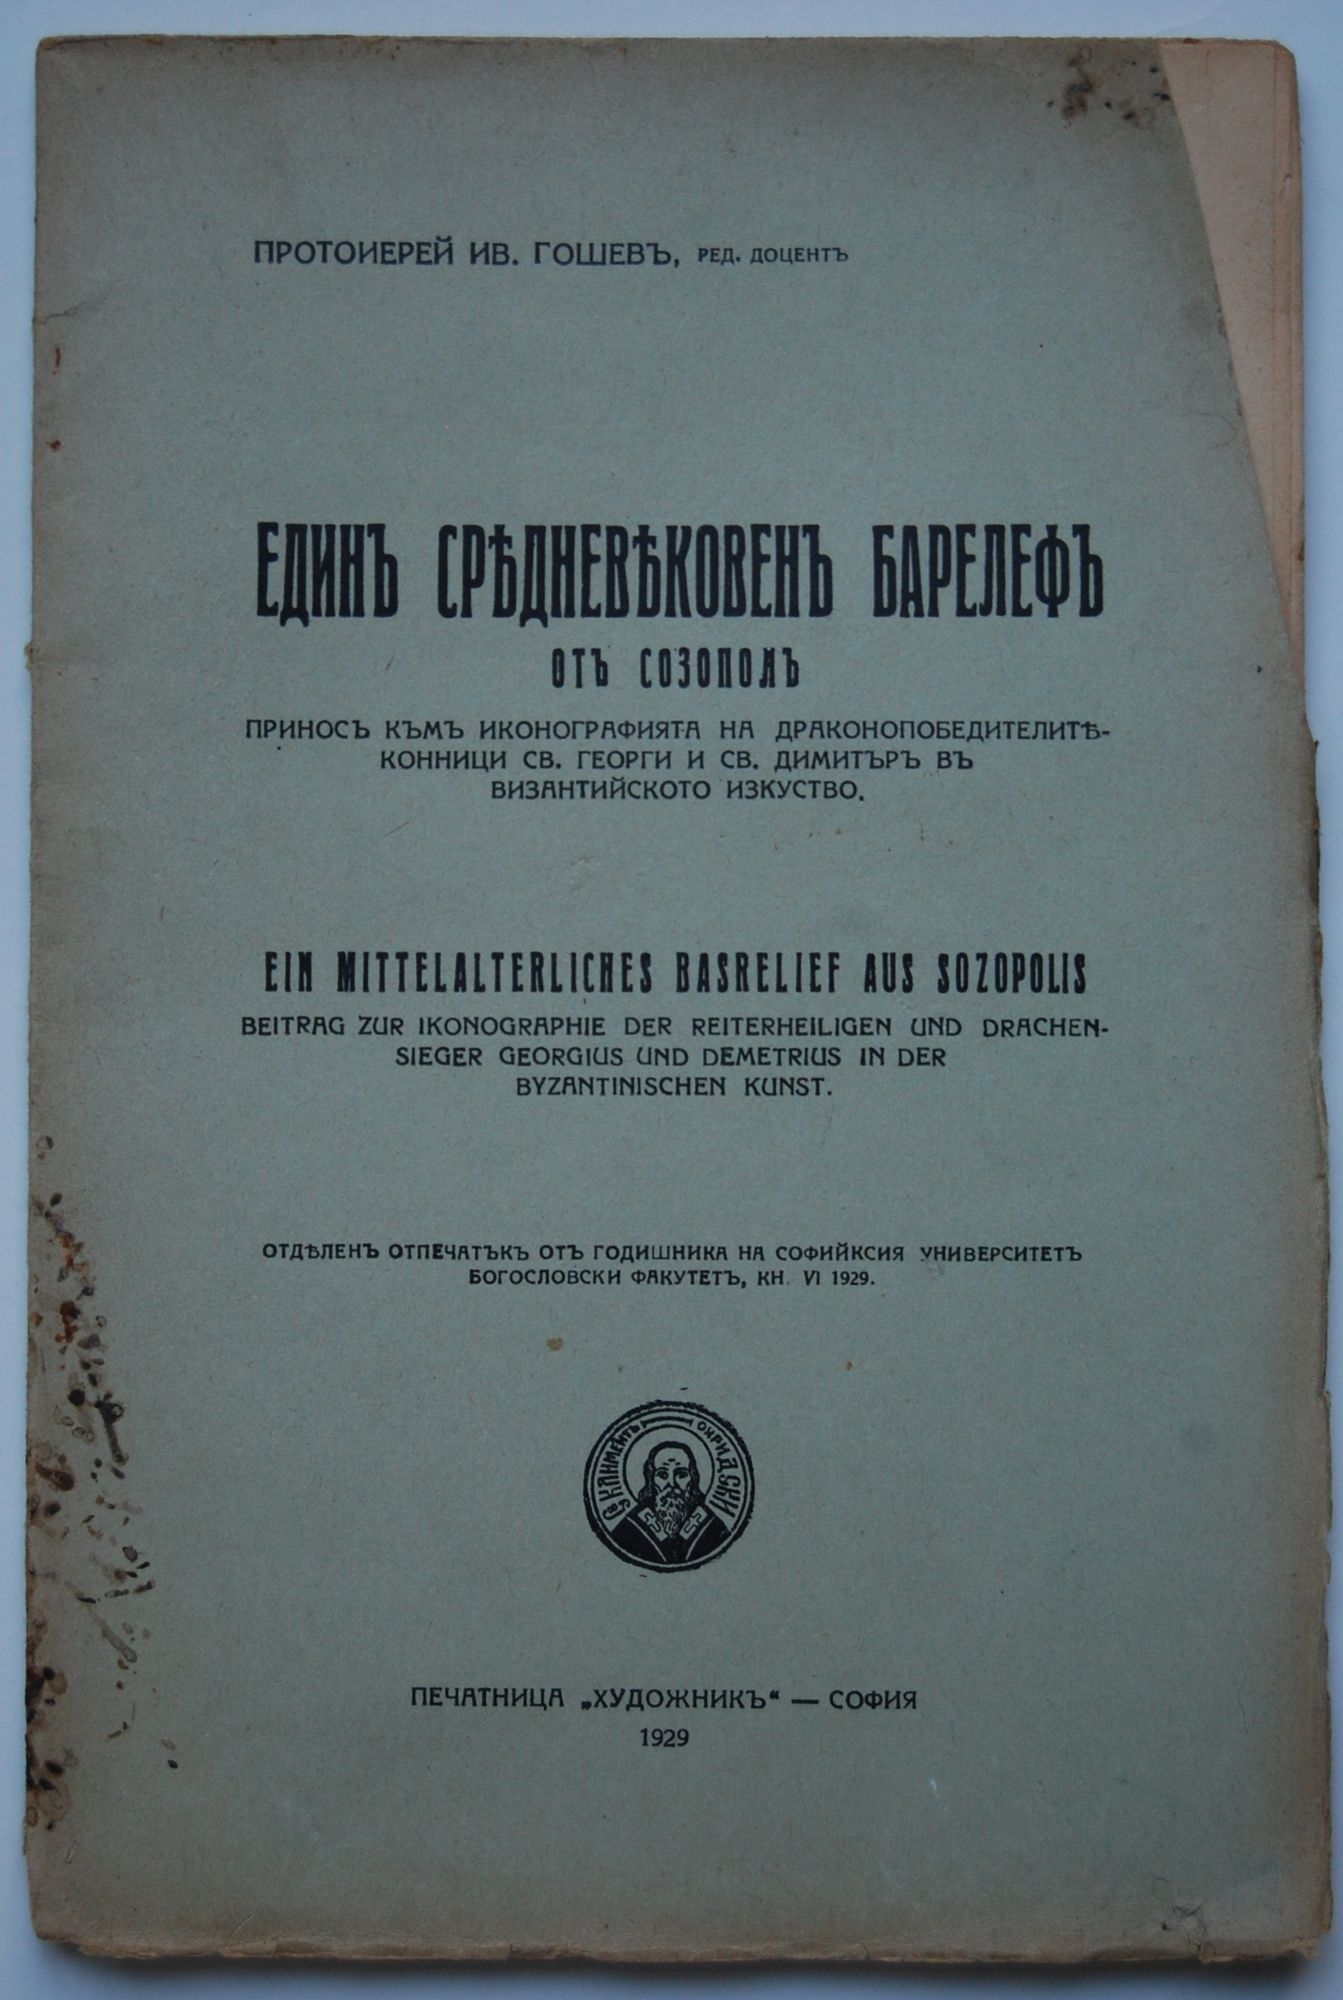 ПРОТОИЕРЕЙ ИВ. ГОШЕВЪ, РЕД. ДОЦЕНТЪ
ЕДИНЪ СРѢДНЕВѢКОВЕНЪ БАРЕЛЕФЪ
ОТЪ СОЗОПОЛЪ
ПРИНОСЪ КЪМЪ ИКОНОГРАФИЯТА НА ДРАКОНОПОБЕДИТЕЛИТѢ-
КОННИЦИ СВ. ГЕОРГИ И СВ. ДИМИТЪРЪ ВЪ
ВИЗАНТИЙСКОТО ИЗКУСТВО.
EIN MITTELALTERLICHES BASRELIEF AUS SOZOPOLIS
BEITRAG ZUR IKONOGRAPHIE DER REITERHEILIGEN UND DRACHEN-
SIEGER GEORGIUS UND DEMETRIUS IN DER
BYZANTINISCHEN KUNST.
ОТДѢЛЕНЪ ОТПЕЧАТЪКЪ ОТЪ ГОДИШНИКА НА СОФИЙКСИЯ УНИВЕРСИТЕТЪ
БОГОСЛОВСКИ ФАКУТЕТЪ, КН. VI 1929.
СВ КЛИМЕНТЪ ОХРИДСКИ
ПЕЧАТНИЦА „ХУДОЖНИКЪ“ — СОФИЯ
1929